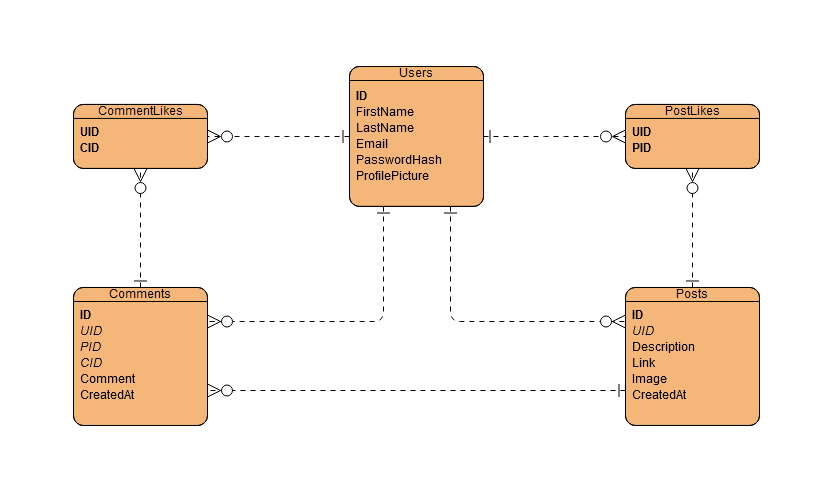 Users
ID
FirstName
LastName
Email
PasswordHash
ProfilePicture
CommentLikes
UID
CID
PostLikes
UID
PID
Comments
ID
UID
PID
CID
Comment
CreatedAt
Posts
ID
UID
Description
Link
Image
CreatedAt